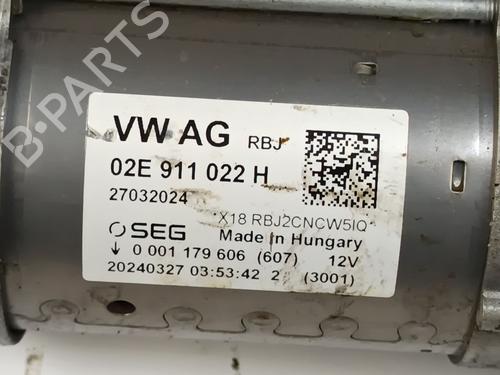 VW AG RBJ
02E 911 022 H
27032024
*X18 RBJ2CNCW5IQ*
SEG Made in Hungary
↓ 0 001 179 606 (607) 12V
20240327 03:53:42 2 (3001)
B-PARTS